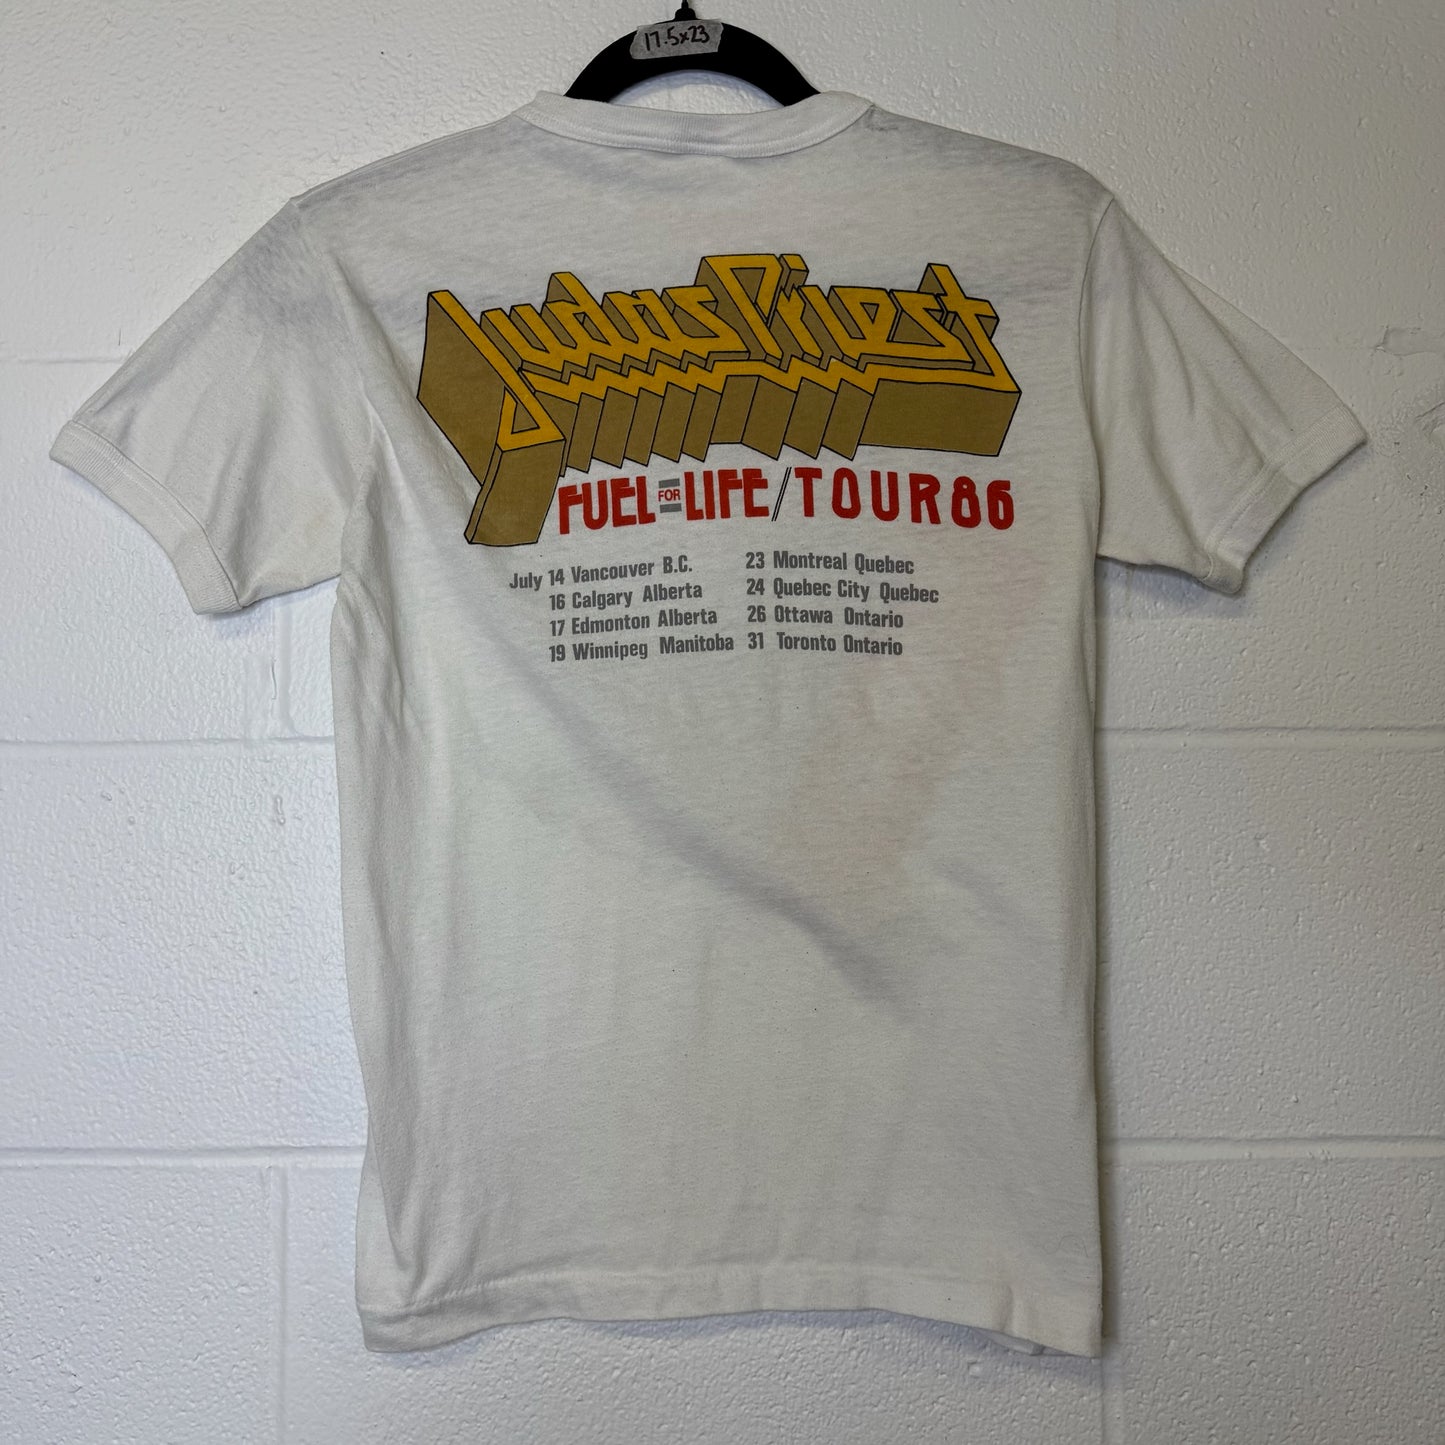 17.5x23
Judas Priest
FUEL FOR LIFE / TOUR 86
July 14 Vancouver B.C.
16 Calgary Alberta
17 Edmonton Alberta
19 Winnipeg Manitoba
23 Montreal Quebec
24 Quebec City Quebec
26 Ottawa Ontario
31 Toronto Ontario